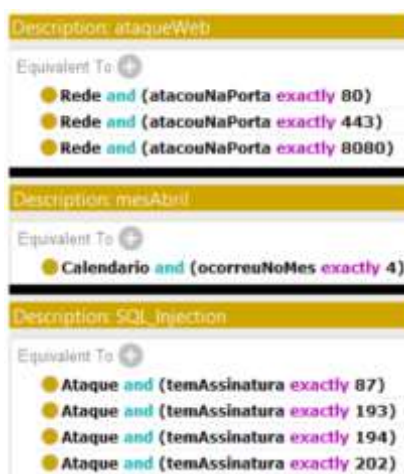 Description: ataqueWeb
Equivalent To
Rede and (atacouNaPorta exactly 80)
Rede and (atacouNaPorta exactly 443)
Rede and (atacouNaPorta exactly 8080)
Description: mesAbril
Equivalent To
Calendario and (ocorreuNoMes exactly 4)
Description: SQL_Injection
Equivalent To
Ataque and (temAssinatura exactly 87)
Ataque and (temAssinatura exactly 193)
Ataque and (temAssinatura exactly 194)
Ataque and (temAssinatura exactly 202)